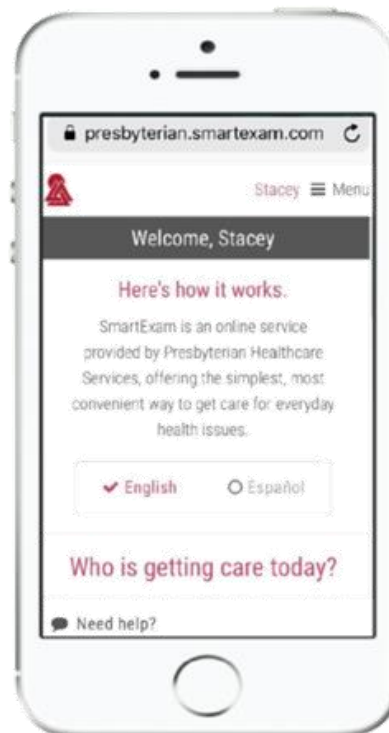 presbyterian.smartexam.com
Stacey Menu
Welcome, Stacey
Here's how it works.
SmartExam is an online service
provided by Presbyterian Healthcare
Services, offering the simplest, most
convenient way to get care for everyday
health issues.
English Español
Who is getting care today?
Need help?